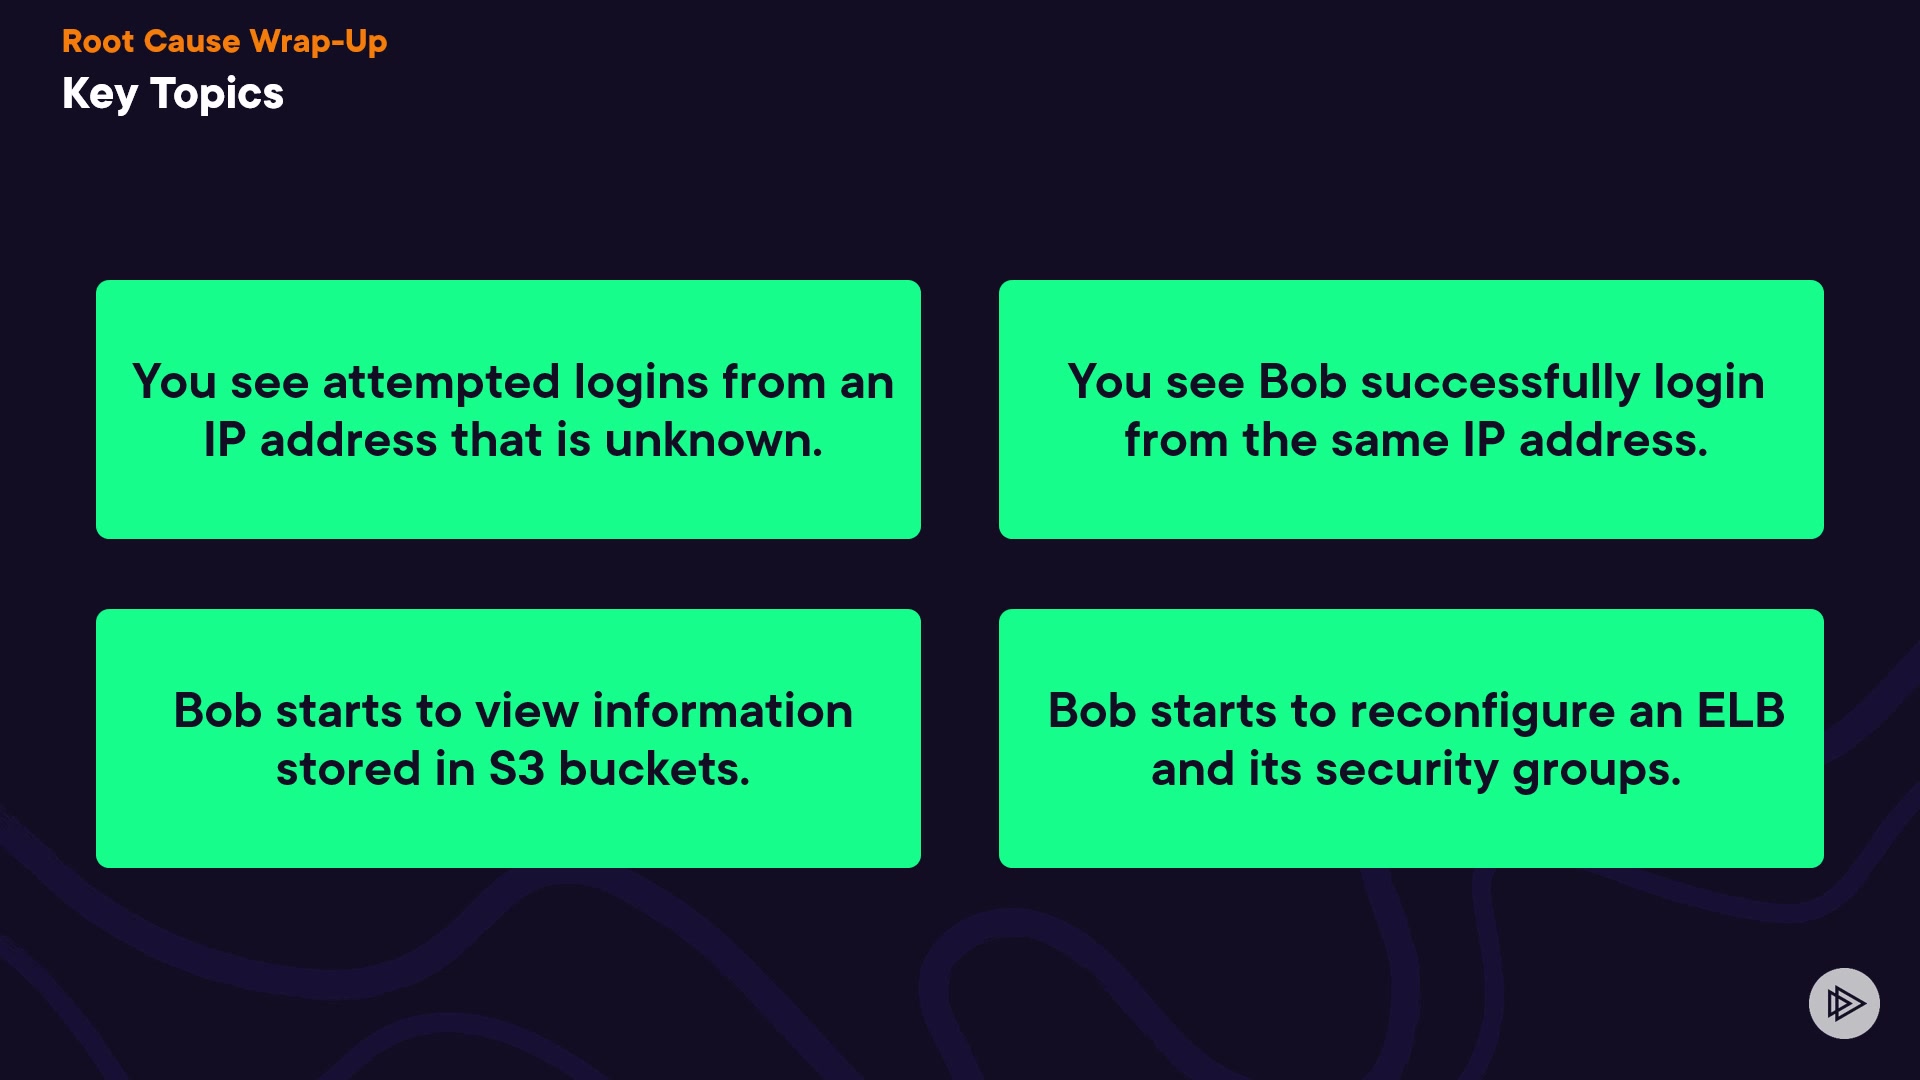 Root Cause Wrap-Up
Key Topics
You see attempted logins from an
IP address that is unknown.
You see Bob successfully login
from the same IP address.
Bob starts to view information
stored in S3 buckets.
Bob starts to reconfigure an ELB
and its security groups.